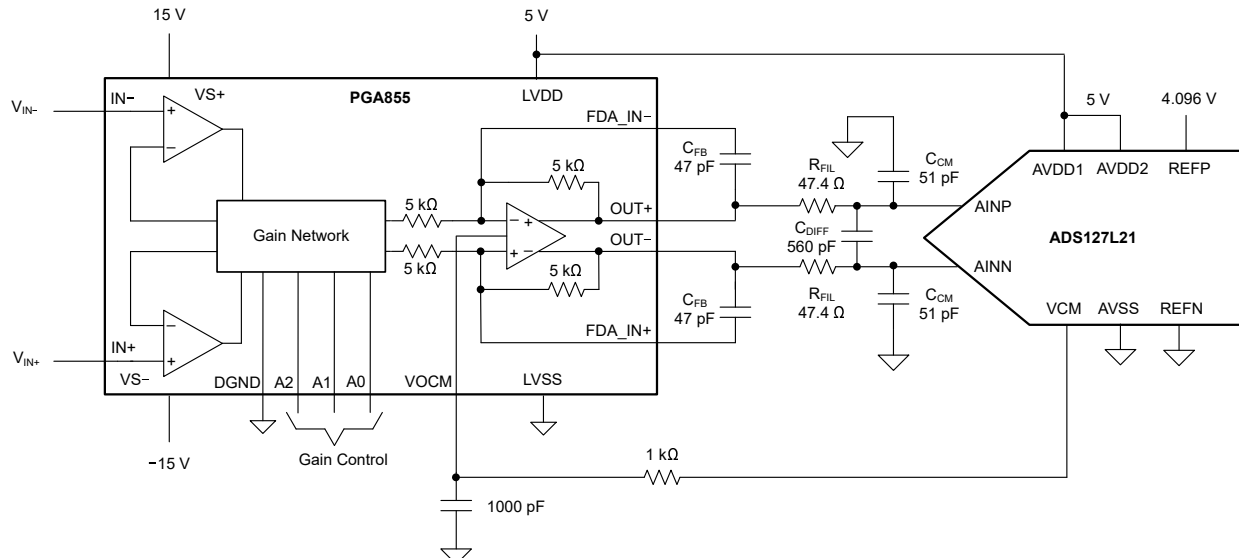 15 V
5 V
PGA855
LVDD
VS+
IN−
V_IN−
FDA_IN−
5 V
4.096 V
AVDD1
AVDD2
REFP
C_FB
47 pF
R_FIL
47.4 Ω
C_CM
51 pF
5 kΩ
5 kΩ
OUT+
AINP
Gain Network
C_DIFF
560 pF
ADS127L21
OUT−
5 kΩ
5 kΩ
AINN
C_FB
47 pF
R_FIL
47.4 Ω
C_CM
51 pF
VCM
AVSS
REFN
FDA_IN+
V_IN+
IN+
VS−
DGND
A2
A1
A0
VOCM
LVSS
−15 V
Gain Control
1 kΩ
1000 pF